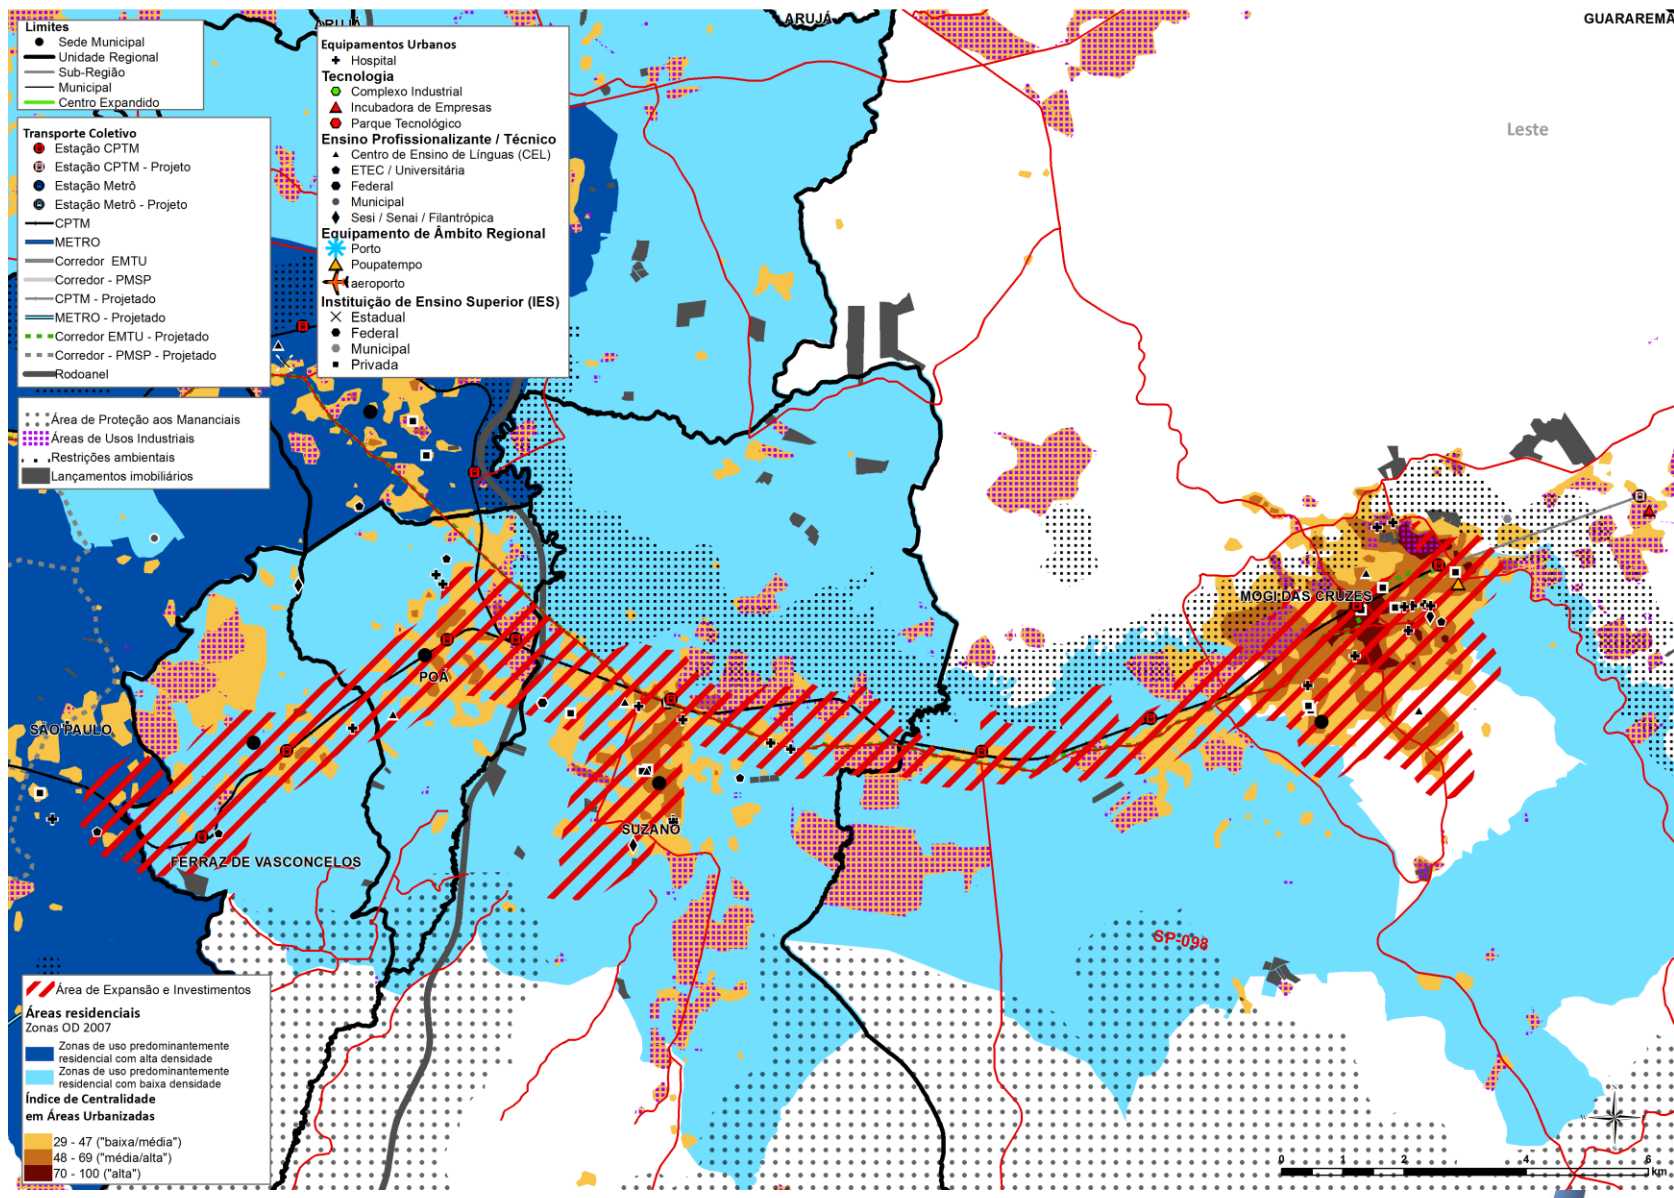 Limites
Sede Municipal
Unidade Regional
Sub-Região
Municipal
Centro Expandido
Transporte Coletivo
Estação CPTM
Estação CPTM - Projeto
Estação Metrô
Estação Metrô - Projeto
CPTM
METRO
Corredor EMTU
Corredor - PMSP
CPTM - Projetado
METRO - Projetado
Corredor EMTU - Projetado
Corredor - PMSP - Projetado
Rodoanel
Área de Proteção aos Mananciais
Áreas de Usos Industriais
Restrições ambientais
Lançamentos imobiliários
ARUJÁ
Equipamentos Urbanos
Hospital
Tecnologia
Complexo Industrial
Incubadora de Empresas
Parque Tecnológico
Ensino Profissionalizante / Técnico
Centro de Ensino de Línguas (CEL)
ETEC / Universitária
Federal
Municipal
Sesi / Senai / Filantrópica
Equipamento de Âmbito Regional
Porto
Poupatempo
aeroporto
Instituição de Ensino Superior (IES)
Estadual
Federal
Municipal
Privada
ARUJÁ
GUARAREMA
Leste
MOGI DAS CRUZES
POÁ
SÃO PAULO
SUZANO
FERRAZ DE VASCONCELOS
SP-098
Área de Expansão e Investimentos
Áreas residenciais
Zonas OD 2007
Zonas de uso predominantemente
residencial com alta densidade
Zonas de uso predominantemente
residencial com baixa densidade
Índice de Centralidade
em Áreas Urbanizadas
29 - 47 ("baixa/média")
48 - 69 ("média/alta")
70 - 100 ("alta")
0 1 2 4 6
km